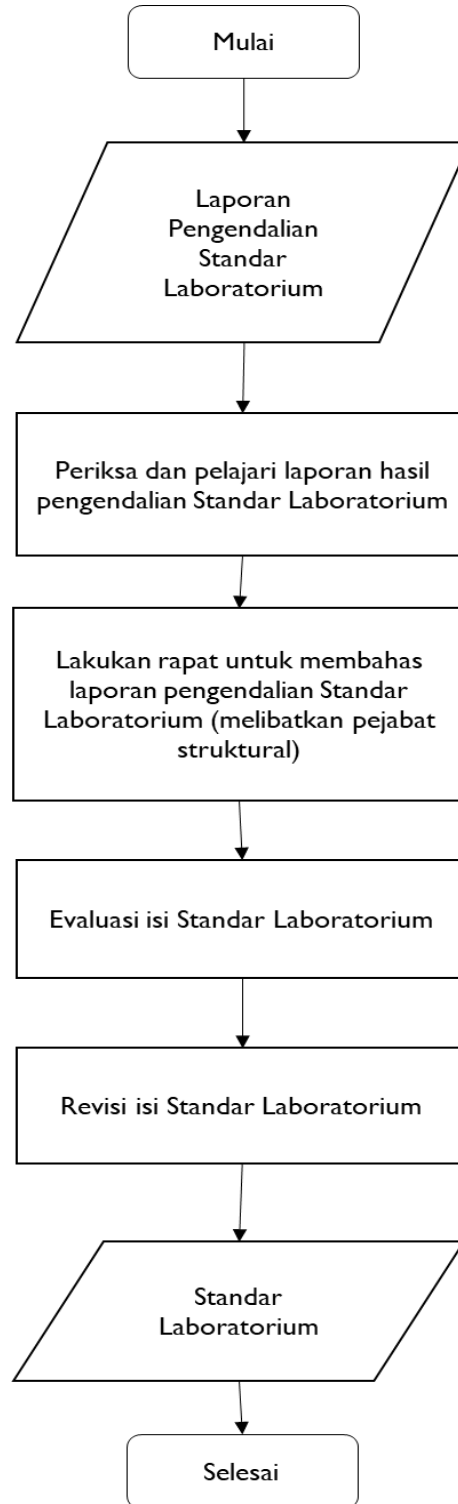 Mulai
Laporan
Pengendalian
Standar
Laboratorium
Periksa dan pelajari laporan hasil
pengendalian Standar Laboratorium
Lakukan rapat untuk membahas
laporan pengendalian Standar
Laboratorium (melibatkan pejabat
struktural)
Evaluasi isi Standar Laboratorium
Revisi isi Standar Laboratorium
Standar
Laboratorium
Selesai